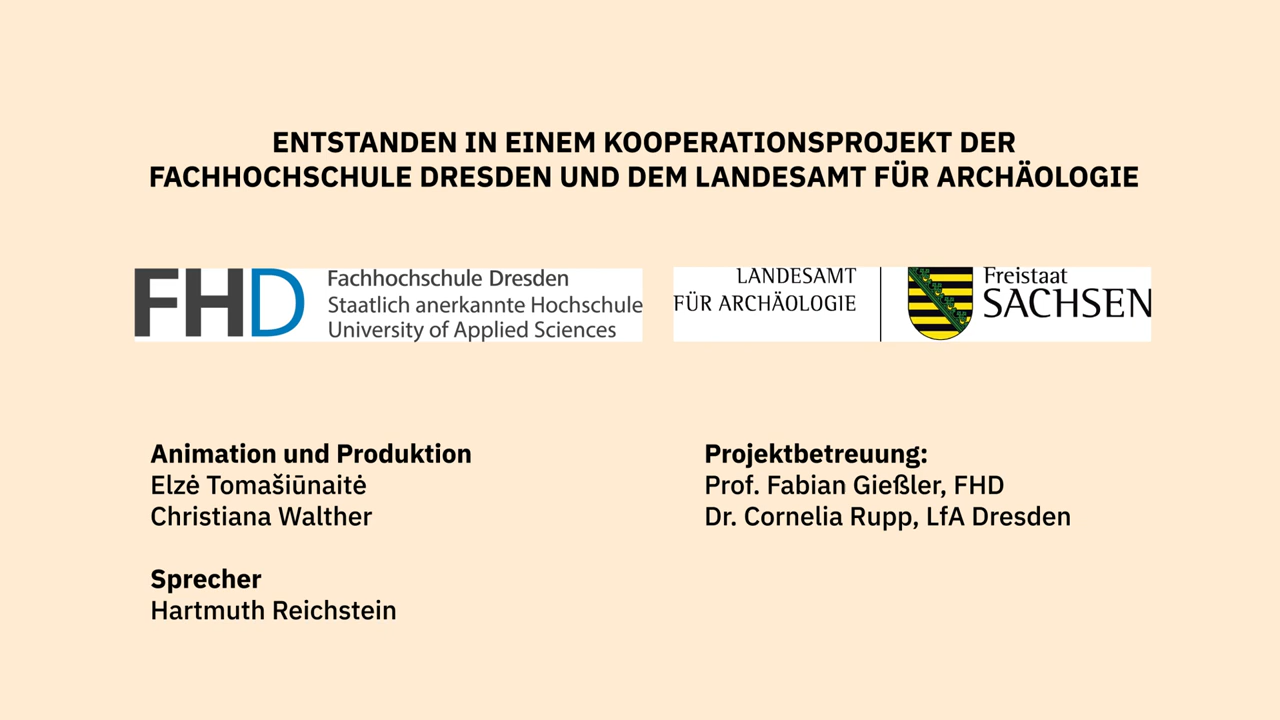 ENTSTANDEN IN EINEM KOOPERATIONSPROJEKT DER
FACHHOCHSCHULE DRESDEN UND DEM LANDESAMT FÜR ARCHÄOLOGIE
FHD
Fachhochschule Dresden
Staatlich anerkannte Hochschule
University of Applied Sciences
LANDESAMT
FÜR ARCHÄOLOGIE
Freistaat
SACHSEN
Animation und Produktion
Elzė Tomašiūnaitė
Christiana Walther
Sprecher
Hartmuth Reichstein
Projektbetreuung:
Prof. Fabian Gießler, FHD
Dr. Cornelia Rupp, LfA Dresden